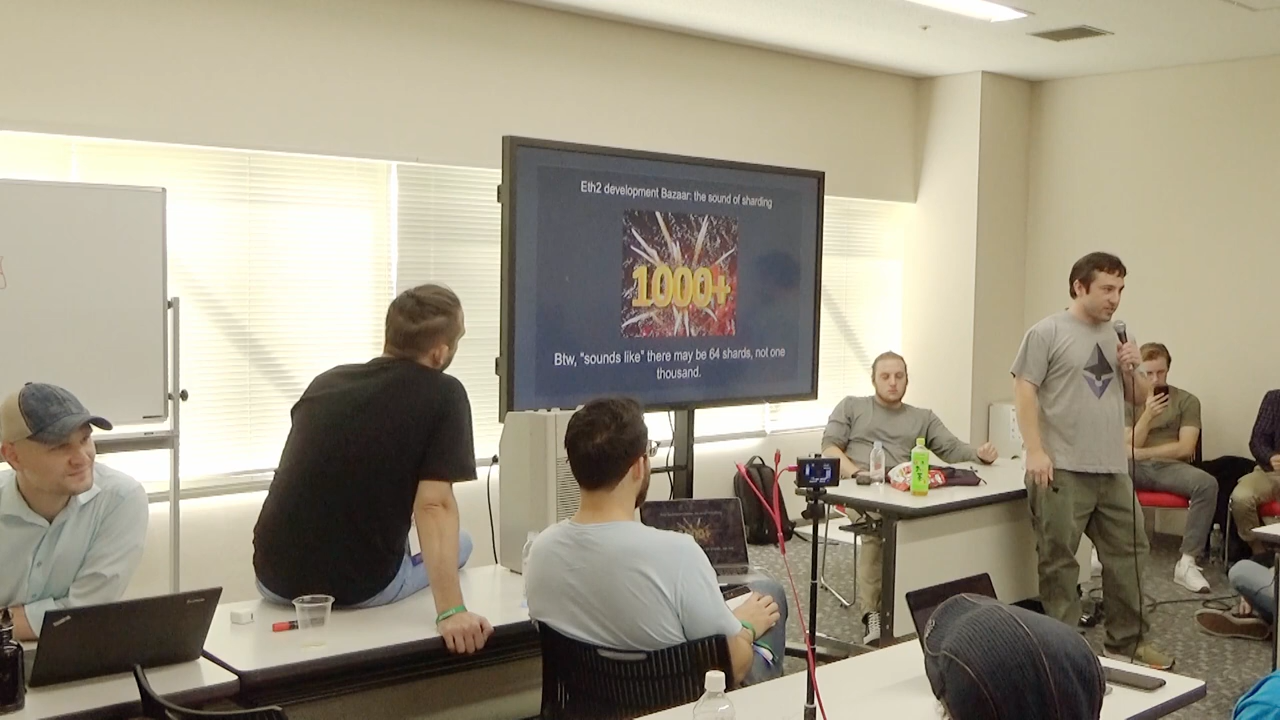 Eth2 development Bazaar: the sound of sharding
1000+
Btw, "sounds like" there may be 64 shards, not one
thousand.
ThinkPad